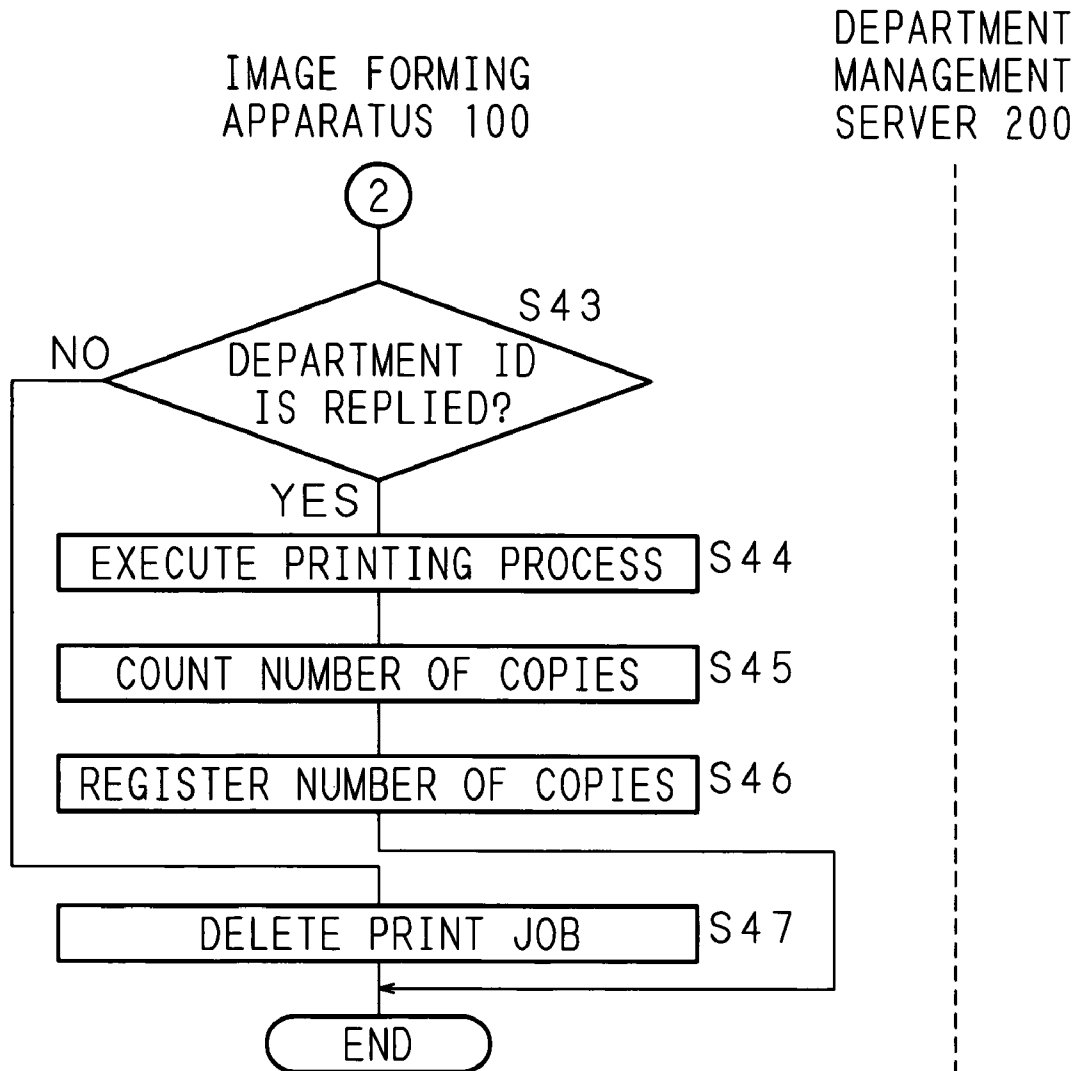 DEPARTMENT
MANAGEMENT
SERVER 200
IMAGE FORMING
APPARATUS 100
2
S43
NO
DEPARTMENT ID
IS REPLIED?
YES
EXECUTE PRINTING PROCESS S44
COUNT NUMBER OF COPIES S45
REGISTER NUMBER OF COPIES S46
DELETE PRINT JOB S47
END